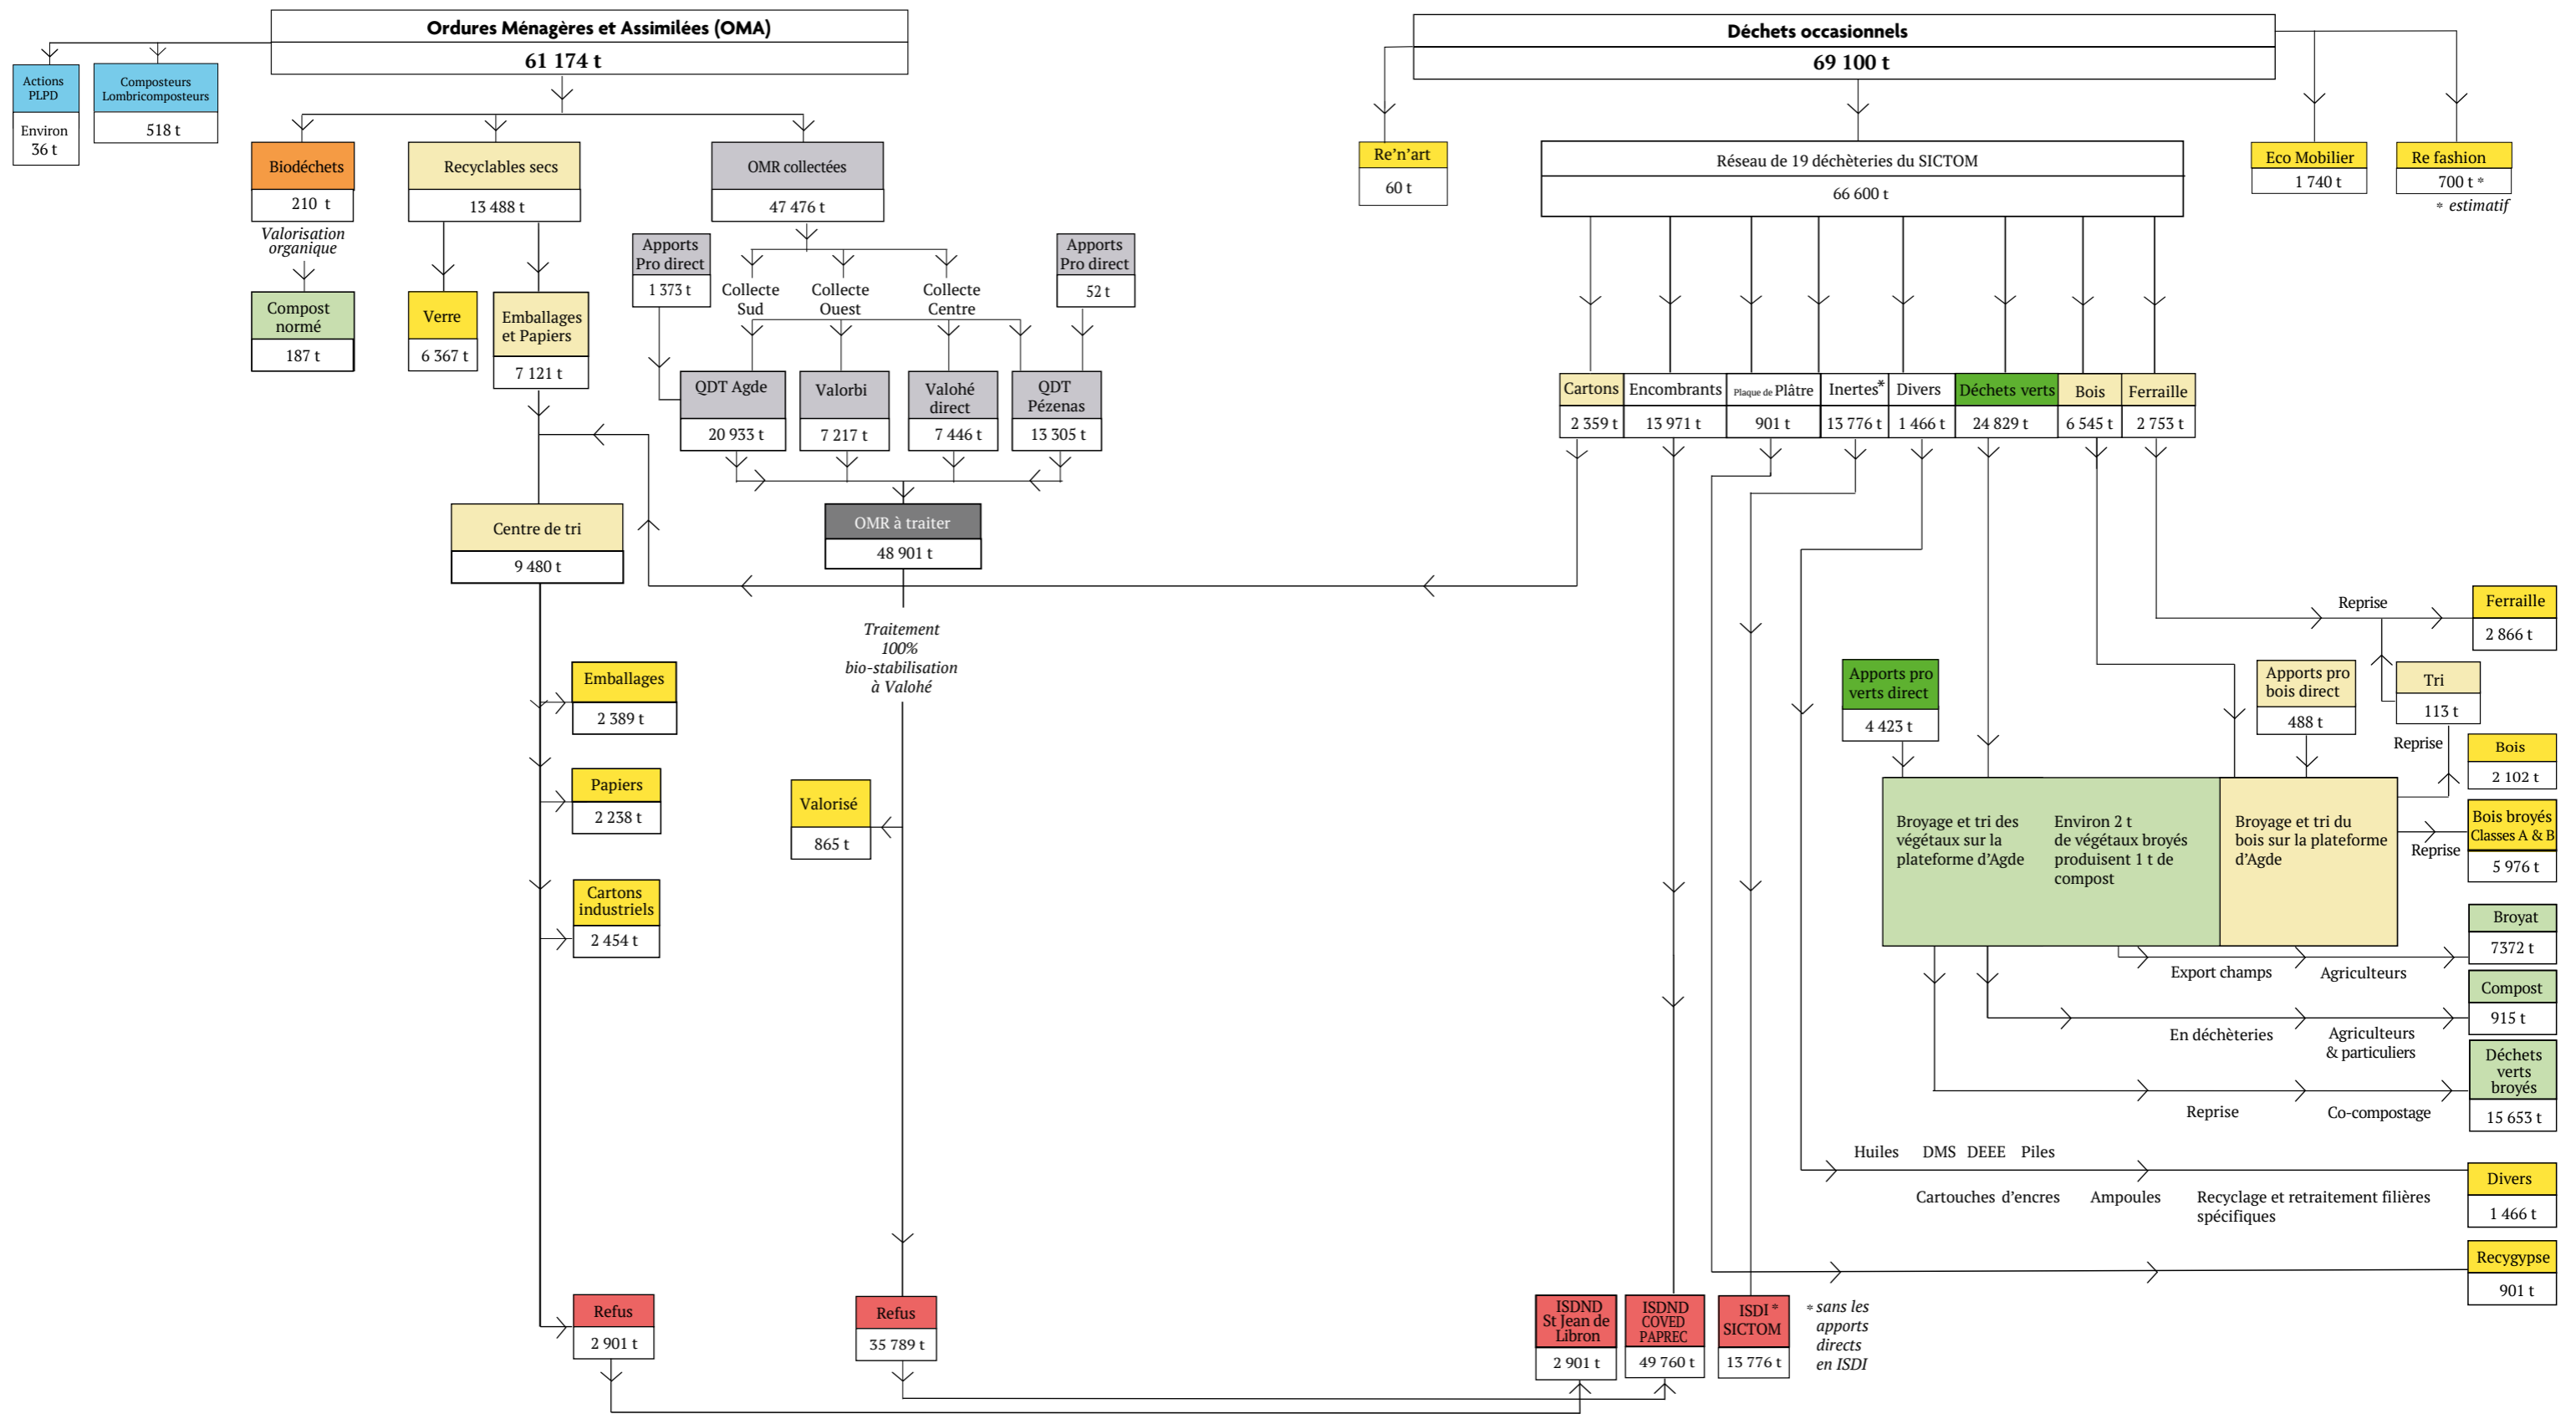 Ordures Ménagères et Assimilées (OMA)
61 174 t
Actions
PLPD
Environ
36 t
Composteurs
Lombricomposteurs
518 t
Biodéchets
210 t
Valorisation
organique
Compost
normé
187 t
Recyclables secs
13 488 t
Verre
6 367 t
Emballages
et Papiers
7 121 t
OMR collectées
47 476 t
Apports
Pro direct
1 373 t
Collecte
Sud
Collecte
Ouest
Collecte
Centre
Apports
Pro direct
52 t
QDT Agde
20 933 t
Valorbi
7 217 t
Valohé
direct
7 446 t
QDT
Pézenas
13 305 t
Centre de tri
9 480 t
OMR à traiter
48 901 t
Traitement
100%
bio-stabilisation
à Valohé
Emballages
2 389 t
Papiers
2 238 t
Cartons
industriels
2 454 t
Valorisé
865 t
Refus
2 901 t
Refus
35 789 t
Déchets occasionnels
69 100 t
Re’n’art
60 t
Réseau de 19 déchèteries du SICTOM
66 600 t
Eco Mobilier
1 740 t
Re fashion
700 t *
* estimatif
Cartons
2 359 t
Encombrants
13 971 t
Plaque de Plâtre
901 t
Inertes*
13 776 t
Divers
1 466 t
Déchets verts
24 829 t
Bois
6 545 t
Ferraille
2 753 t
Reprise
Ferraille
2 866 t
Apports pro
verts direct
4 423 t
Apports pro
bois direct
488 t
Tri
113 t
Reprise
Bois
2 102 t
Broyage et tri des
végétaux sur la
plateforme d’Agde
Environ 2 t
de végétaux broyés
produisent 1 t de
compost
Broyage et tri du
bois sur la plateforme
d’Agde
Reprise
Bois broyés
Classes A & B
5 976 t
Export champs
Agriculteurs
Broyat
7372 t
En déchèteries
Agriculteurs
& particuliers
Compost
915 t
Reprise
Co-compostage
Déchets
verts
broyés
15 653 t
Huiles DMS DEEE Piles
Cartouches d’encres Ampoules
Recyclage et retraitement filières
spécifiques
Divers
1 466 t
Recygypse
901 t
ISDND
St Jean de
Libron
2 901 t
ISDND
COVED
PAPREC
49 760 t
ISDI *
SICTOM
13 776 t
* sans les
apports
directs
en ISDI